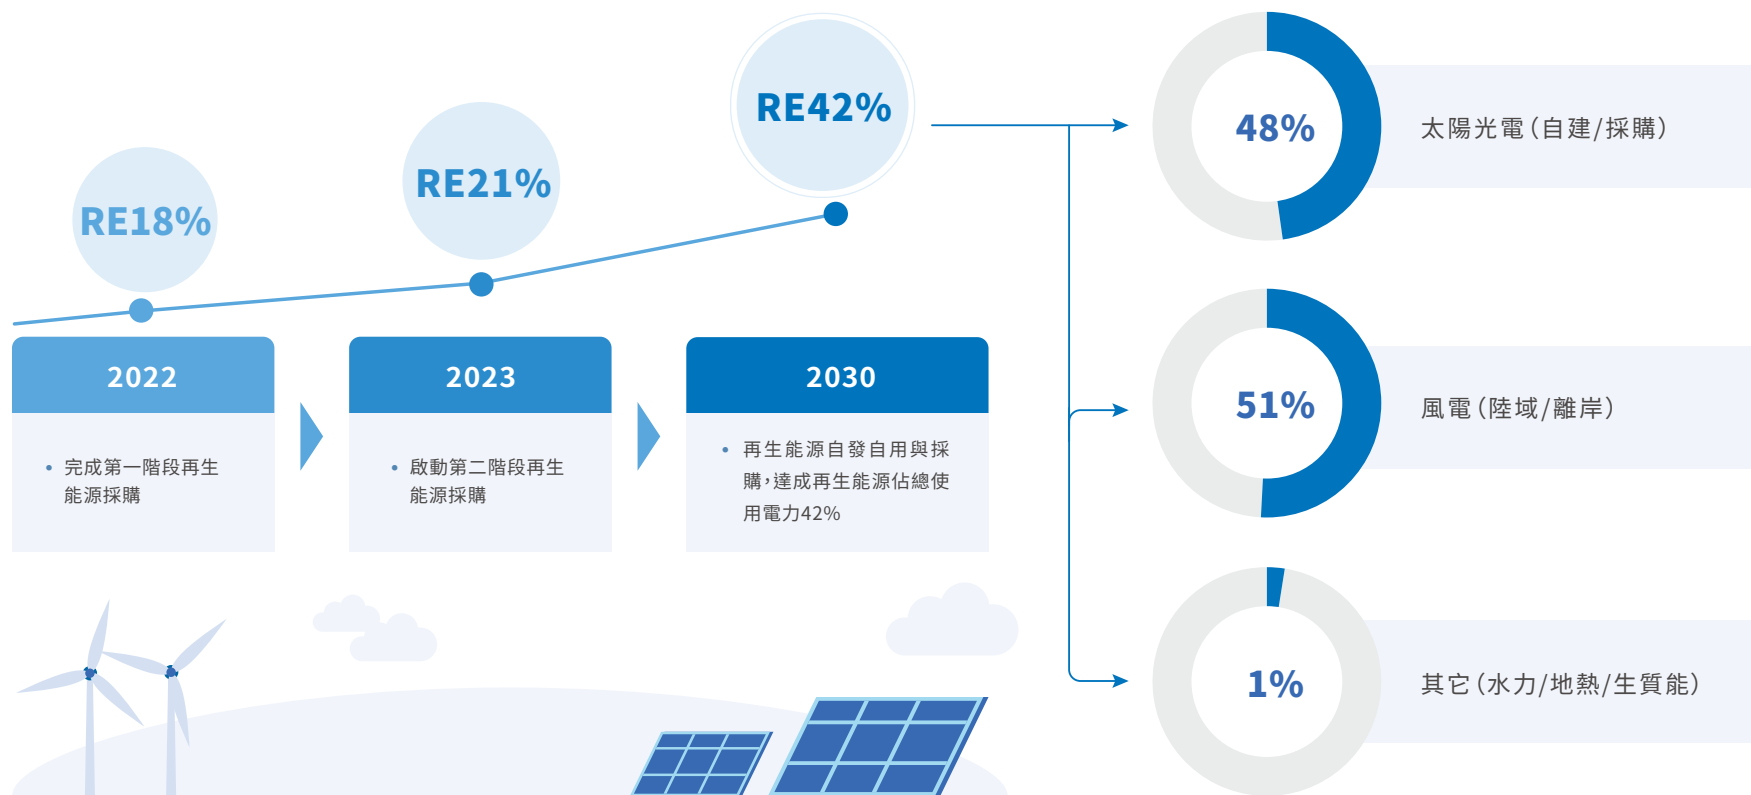 RE18%
RE21%
RE42%
2022
• 完成第一階段再生
能源採購
2023
• 啟動第二階段再生
能源採購
2030
• 再生能源自發自用與採
購,達成再生能源佔總使
用電力42%
48%
太陽光電(自建/採購)
51%
風電(陸域/離岸)
1%
其它(水力/地熱/生質能)